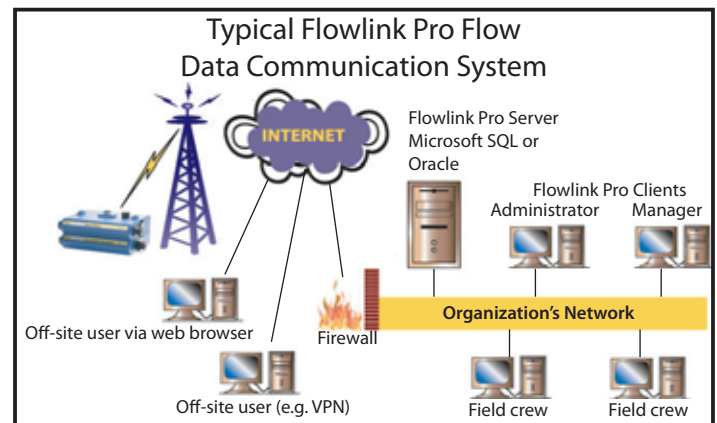 Typical Flowlink Pro Flow
Data Communication System
INTERNET
Flowlink Pro Server
Microsoft SQL or
Oracle
Flowlink Pro Clients
Administrator
Manager
Organization's Network
Off-site user via web browser
Firewall
Off-site user (e.g. VPN)
Field crew
Field crew